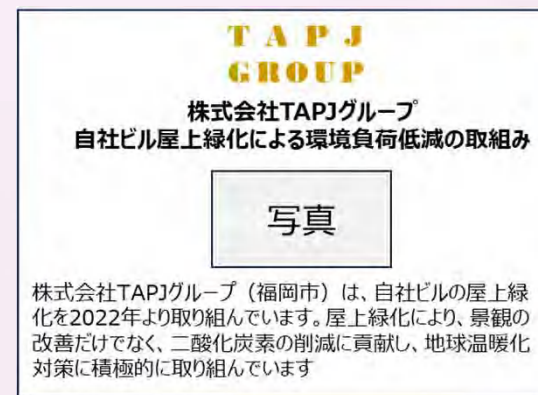 TAPJ
GROUP
株式会社TAPJグループ
自社ビル屋上緑化による環境負荷低減の取組み
写真
株式会社TAPJグループ（福岡市）は、自社ビルの屋上緑
化を2022年より取り組んでいます。屋上緑化により、景観の
改善だけでなく、二酸化炭素の削減に貢献し、地球温暖化
対策に積極的に取り組んでいます